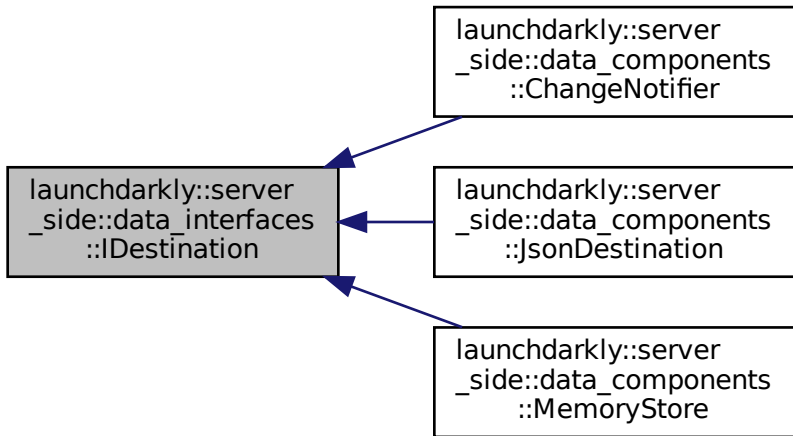 launchdarkly::server
_side::data_components
::ChangeNotifier
launchdarkly::server
_side::data_interfaces
::IDestination
launchdarkly::server
_side::data_components
::JsonDestination
launchdarkly::server
_side::data_components
::MemoryStore